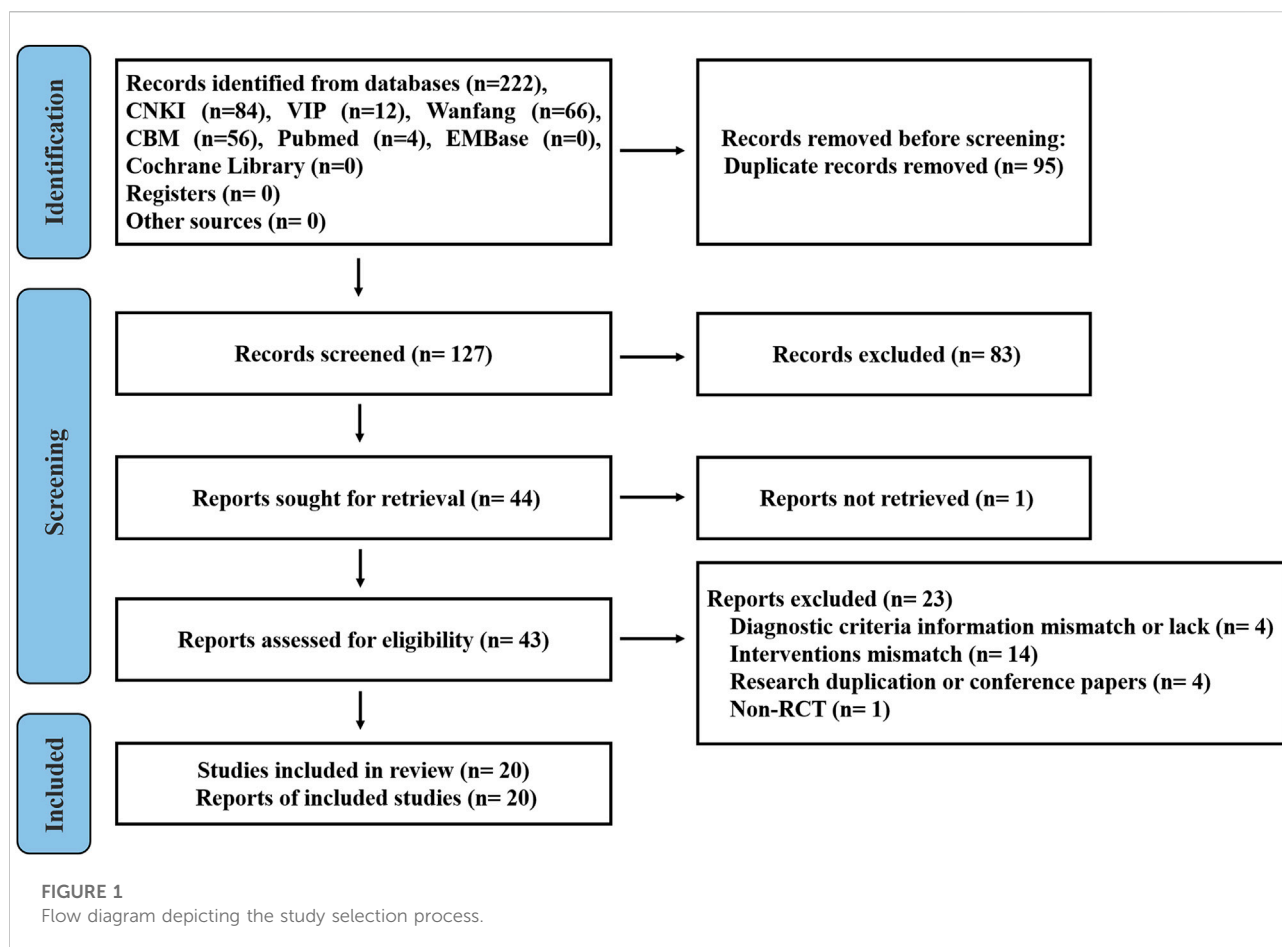 Identification
Records identified from databases (n=222),
CNKI (n=84), VIP (n=12), Wanfang (n=66),
CBM (n=56), Pubmed (n=4), EMBase (n=0),
Cochrane Library (n=0)
Registers (n= 0)
Other sources (n= 0)
Records removed before screening:
Duplicate records removed (n= 95)
Screening
Records screened (n= 127)
Records excluded (n= 83)
Reports sought for retrieval (n= 44)
Reports not retrieved (n= 1)
Reports assessed for eligibility (n= 43)
Reports excluded (n= 23)
Diagnostic criteria information mismatch or lack (n= 4)
Interventions mismatch (n= 14)
Research duplication or conference papers (n= 4)
Non-RCT (n= 1)
Included
Studies included in review (n= 20)
Reports of included studies (n= 20)
FIGURE 1
Flow diagram depicting the study selection process.